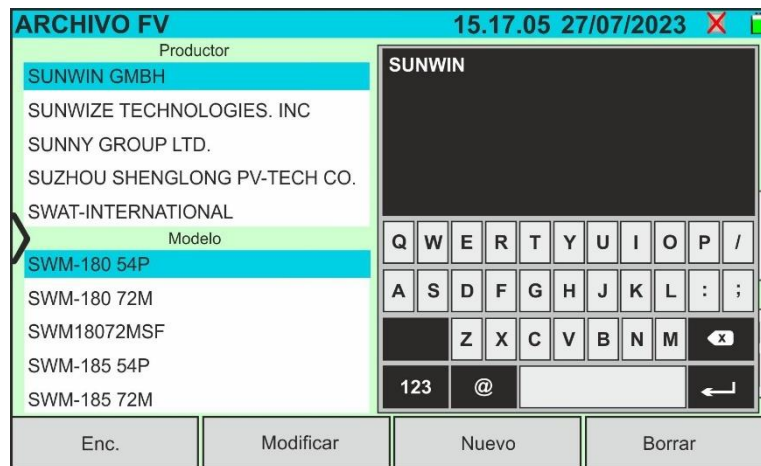 ARCHIVO FV 15.17.05 27/07/2023
Productor
SUNWIN GMBH
SUNWIZE TECHNOLOGIES. INC
SUNNY GROUP LTD.
SUZHOU SHENGLONG PV-TECH CO.
SWAT-INTERNATIONAL
Modelo
SWM-180 54P
SWM-180 72M
SWM18072MSF
SWM-185 54P
SWM-185 72M
SUNWIN
Q W E R T Y U I O P /
A S D F G H J K L : ;
Z X C V B N M x
123 @
Enc. Modificar Nuevo Borrar